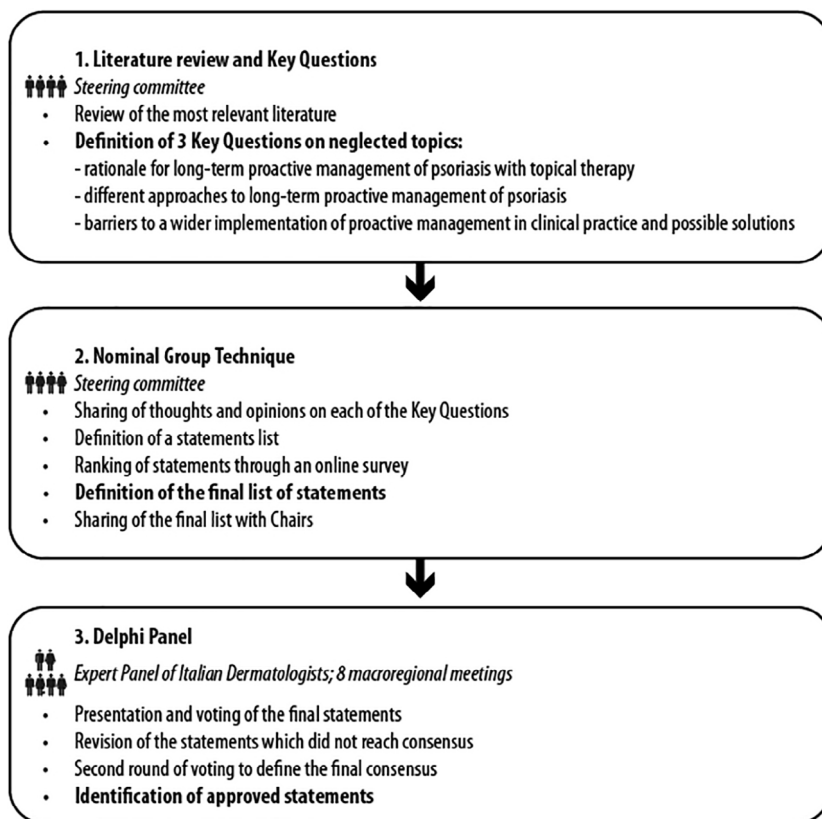 1. Literature review and Key Questions
Steering committee
• Review of the most relevant literature
• Definition of 3 Key Questions on neglected topics:
- rationale for long-term proactive management of psoriasis with topical therapy
- different approaches to long-term proactive management of psoriasis
- barriers to a wider implementation of proactive management in clinical practice and possible solutions
2. Nominal Group Technique
Steering committee
• Sharing of thoughts and opinions on each of the Key Questions
• Definition of a statements list
• Ranking of statements through an online survey
• Definition of the final list of statements
• Sharing of the final list with Chairs
3. Delphi Panel
Expert Panel of Italian Dermatologists; 8 macroregional meetings
• Presentation and voting of the final statements
• Revision of the statements which did not reach consensus
• Second round of voting to define the final consensus
• Identification of approved statements